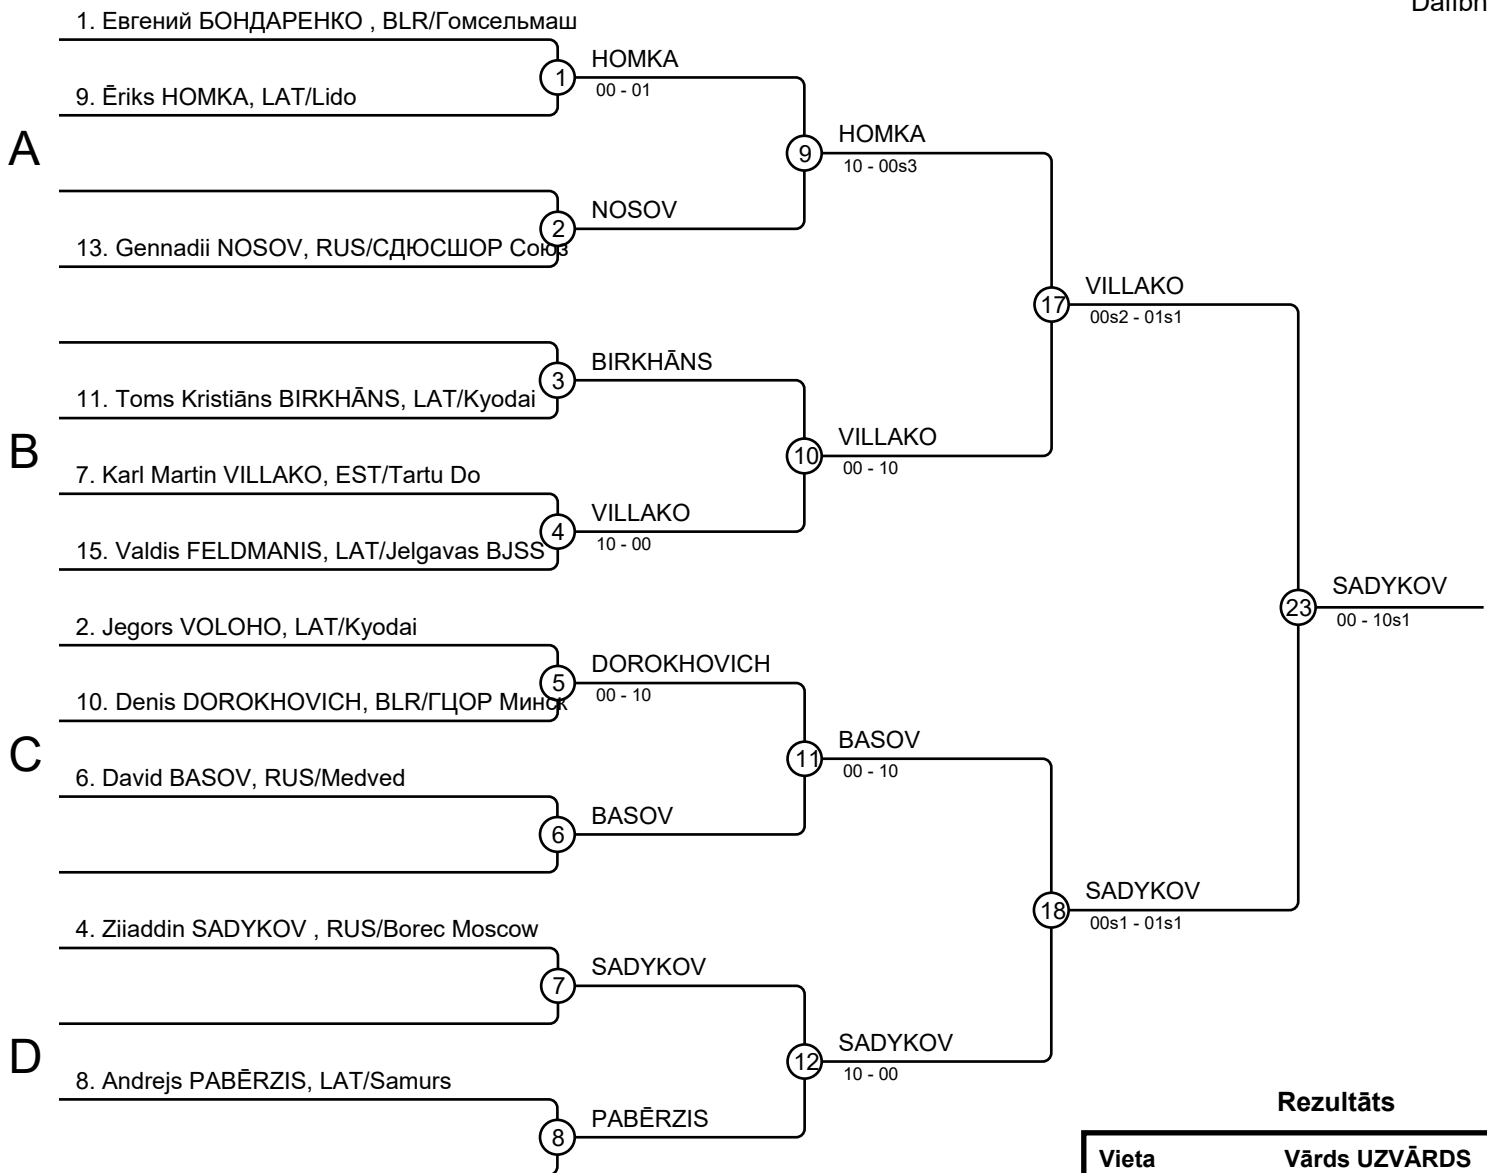 Dalībn
1. Евгений БОНДАРЕНКО , BLR/Гомсельмаш
HOMKA
1
00 - 01
9. Ēriks HOMKA, LAT/Lido
A
HOMKA
9
10 - 00s3
NOSOV
2
13. Gennadii NOSOV, RUS/СДЮСШОР Союз
VILLAKO
17
00s2 - 01s1
BIRKHĀNS
3
11. Toms Kristiāns BIRKHĀNS, LAT/Kyodai
B
VILLAKO
10
00 - 10
7. Karl Martin VILLAKO, EST/Tartu Do
VILLAKO
4
10 - 00
15. Valdis FELDMANIS, LAT/Jelgavas BJSS
SADYKOV
23
00 - 10s1
2. Jegors VOLOHO, LAT/Kyodai
DOROKHOVICH
5
00 - 10
10. Denis DOROKHOVICH, BLR/ГЦОР Минск
C
BASOV
11
00 - 10
6. David BASOV, RUS/Medved
BASOV
6
SADYKOV
18
00s1 - 01s1
4. Ziiaddin SADYKOV , RUS/Borec Moscow
SADYKOV
7
D
SADYKOV
12
10 - 00
8. Andrejs PABĒRZIS, LAT/Samurs
PABĒRZIS
8
Rezultāts
Vieta Vārds UZVĀRDS